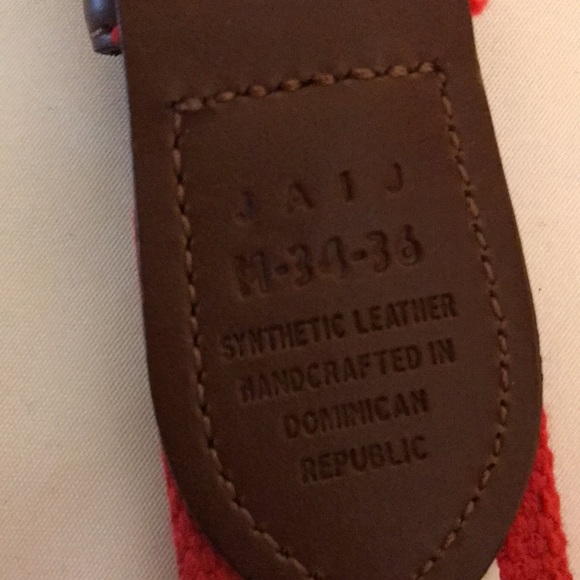 J A I J
M-34-36
SYNTHETIC LEATHER
HANDCRAFTED IN
DOMINICAN
REPUBLIC